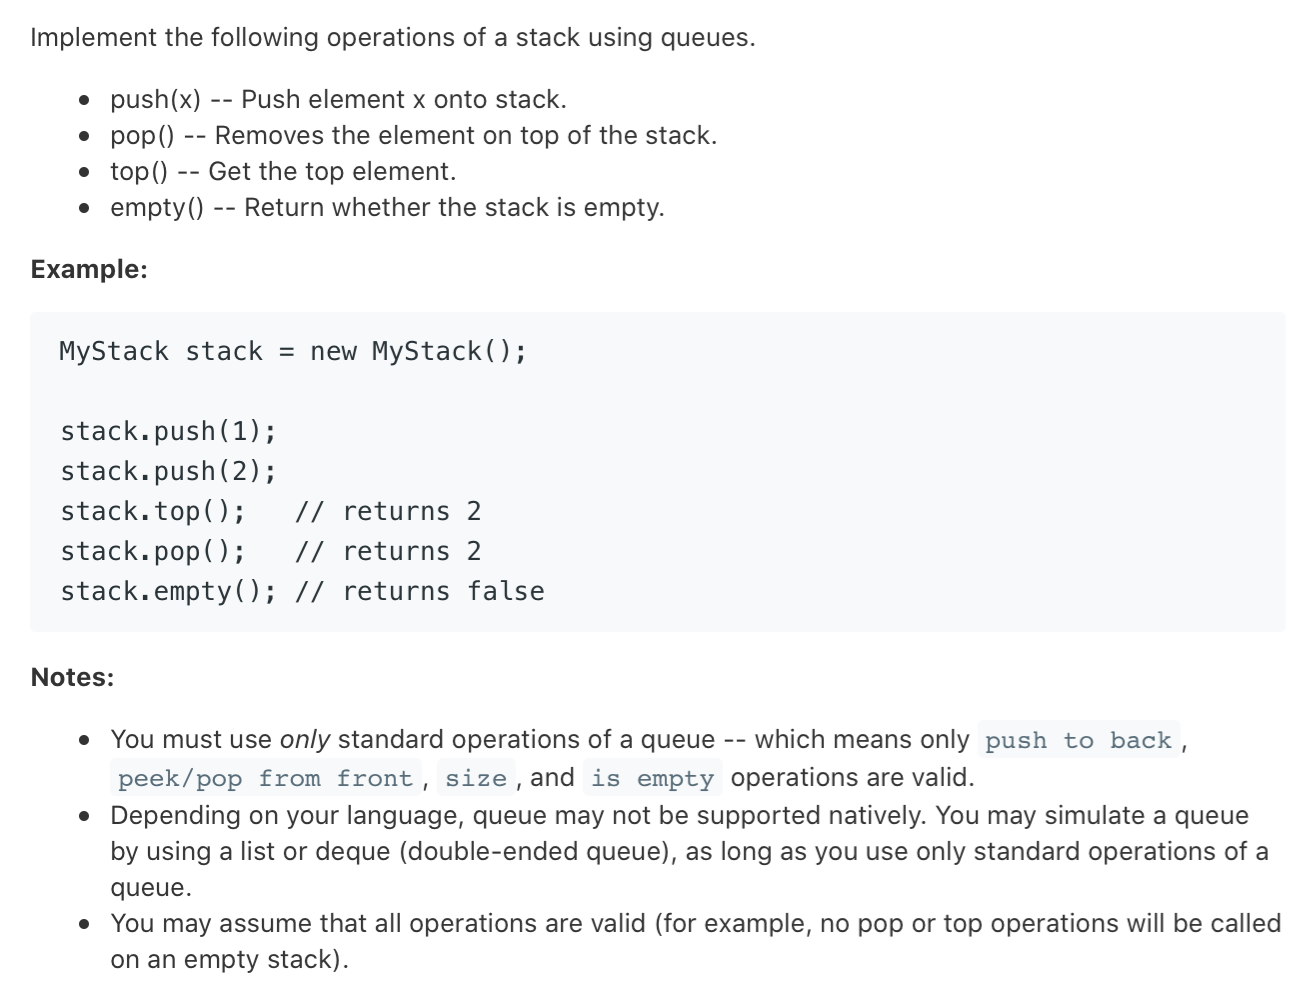 Implement the following operations of a stack using queues.
• push(x) -- Push element x onto stack.
• pop() -- Removes the element on top of the stack.
• top() -- Get the top element.
• empty() -- Return whether the stack is empty.
Example:
MyStack stack = new MyStack();
stack.push(1);
stack.push(2);
stack.top();   // returns 2
stack.pop();   // returns 2
stack.empty(); // returns false
Notes:
• You must use only standard operations of a queue -- which means only push to back ,
peek/pop from front , size , and is empty operations are valid.
• Depending on your language, queue may not be supported natively. You may simulate a queue
by using a list or deque (double-ended queue), as long as you use only standard operations of a
queue.
• You may assume that all operations are valid (for example, no pop or top operations will be called
on an empty stack).